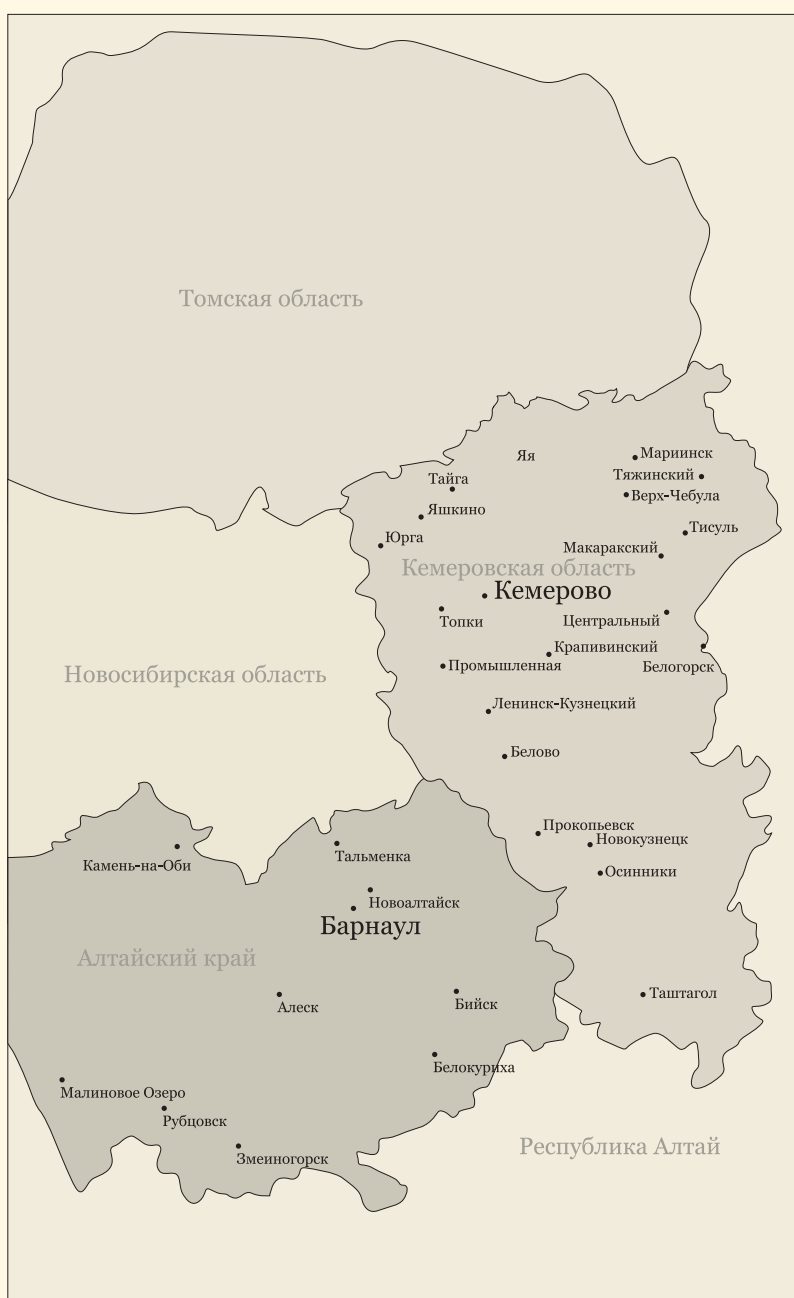 Томская область
Яя
Мариинск
Тайга
Тяжинский
Верх-Чебула
Яшкино
Тисуль
Юрга
Макаракский
Кемеровская область
Кемерово
Топки
Центральный
Крапивинский
Промышленная
Белогорск
Новосибирская область
Ленинск-Кузнецкий
Белово
Прокопьевск
Новокузнецк
Тальменка
Камень-на-Оби
Осинники
Новоалтайск
Барнаул
Алтайский край
Таштагол
Алеск
Бийск
Белокуриха
Малиновое Озеро
Рубцовск
Республика Алтай
Змеиногорск